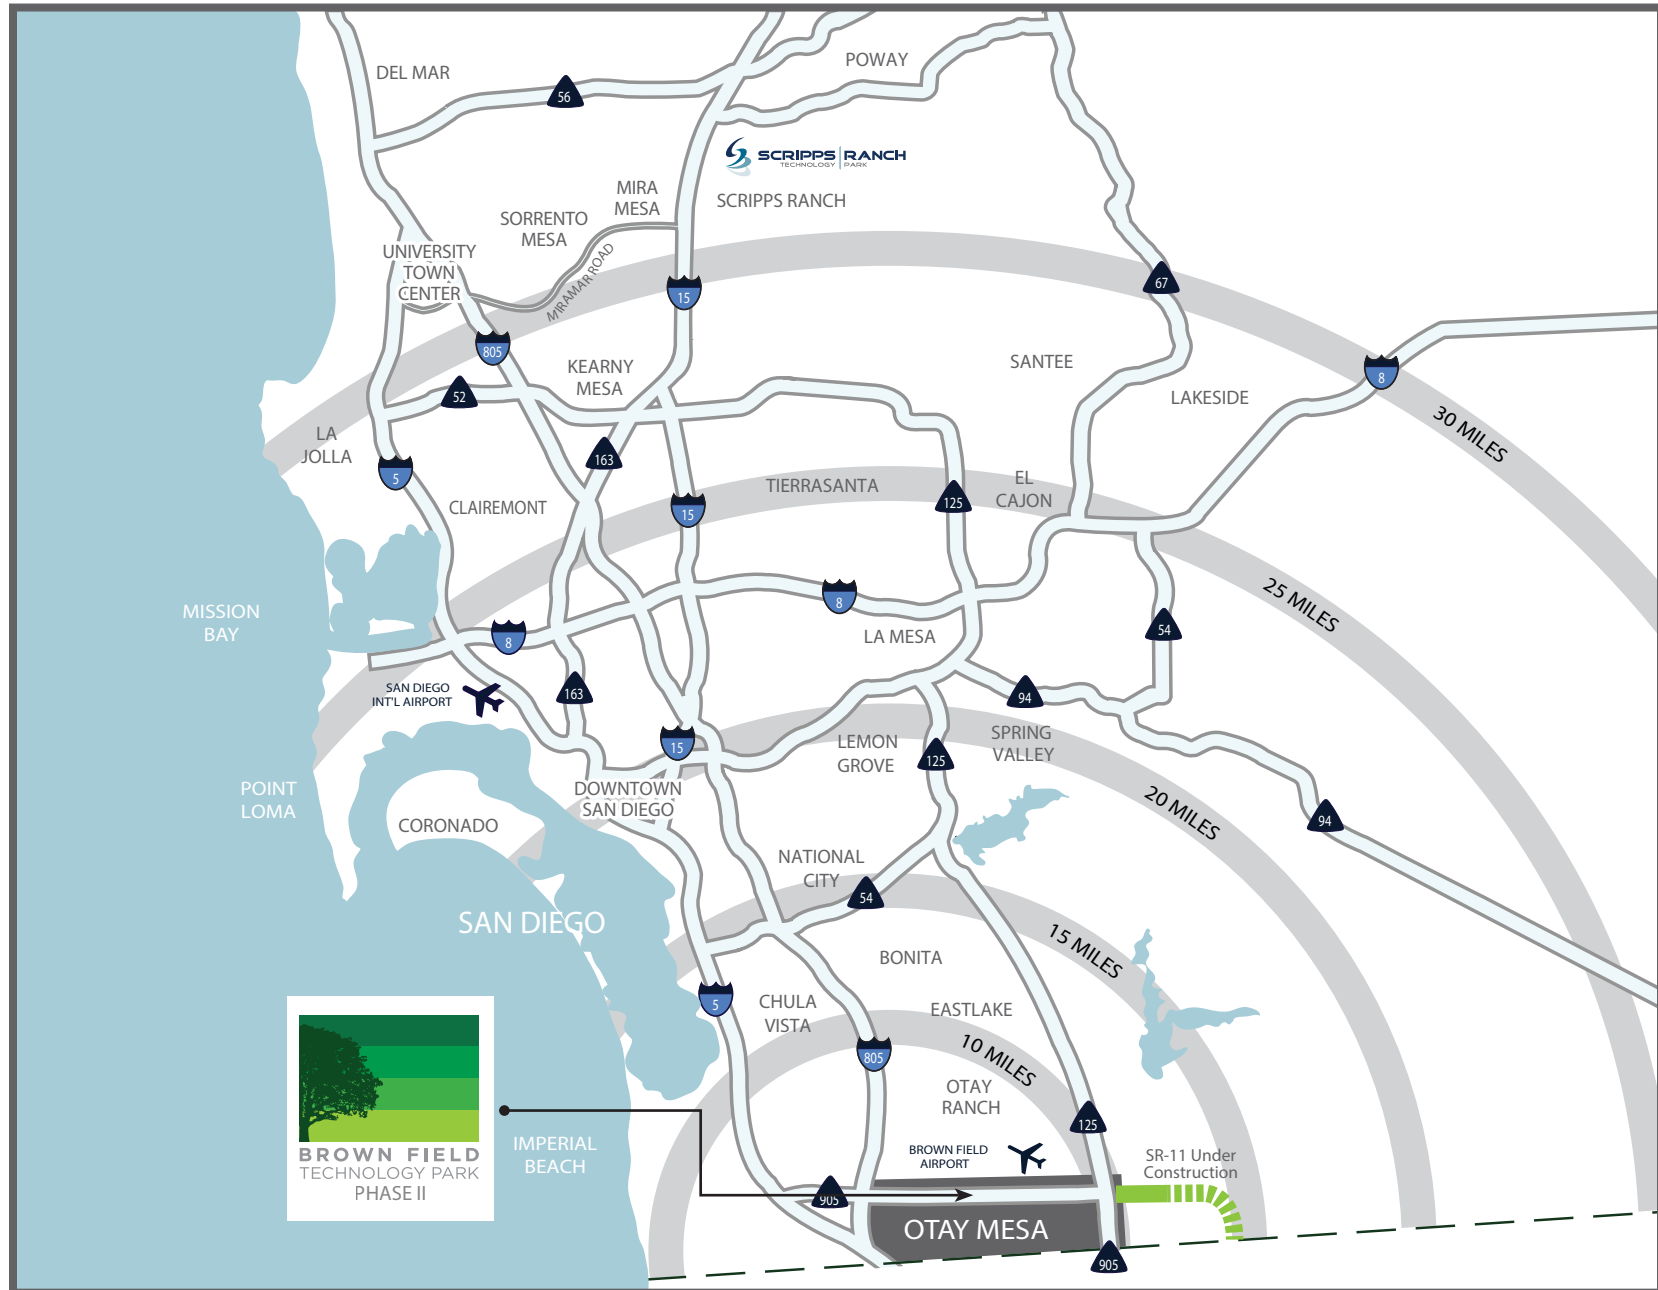 DEL MAR
POWAY
56
SCRIPPS RANCH
TECHNOLOGY PARK
SCRIPPS RANCH
MIRA
MESA
SORRENTO
MESA
UNIVERSITY
TOWN
CENTER
MIRAMAR ROAD
15
67
805
KEARNY
MESA
SANTEE
8
52
LAKESIDE
30 MILES
LA
JOLLA
163
5
CLAIREMONT
15
TIERRASANTA
125
EL
CAJON
25 MILES
MISSION
BAY
8
8
LA MESA
54
SAN DIEGO
INT'L AIRPORT
163
94
15
LEMON
GROVE
125
SPRING
VALLEY
POINT
LOMA
DOWNTOWN
SAN DIEGO
20 MILES
94
CORONADO
NATIONAL
CITY
54
SAN DIEGO
15 MILES
BONITA
5
CHULA
VISTA
EASTLAKE
805
10 MILES
OTAY
RANCH
125
BROWN FIELD
TECHNOLOGY PARK
PHASE II
IMPERIAL
BEACH
BROWN FIELD
AIRPORT
SR-11 Under
Construction
905
OTAY MESA
905